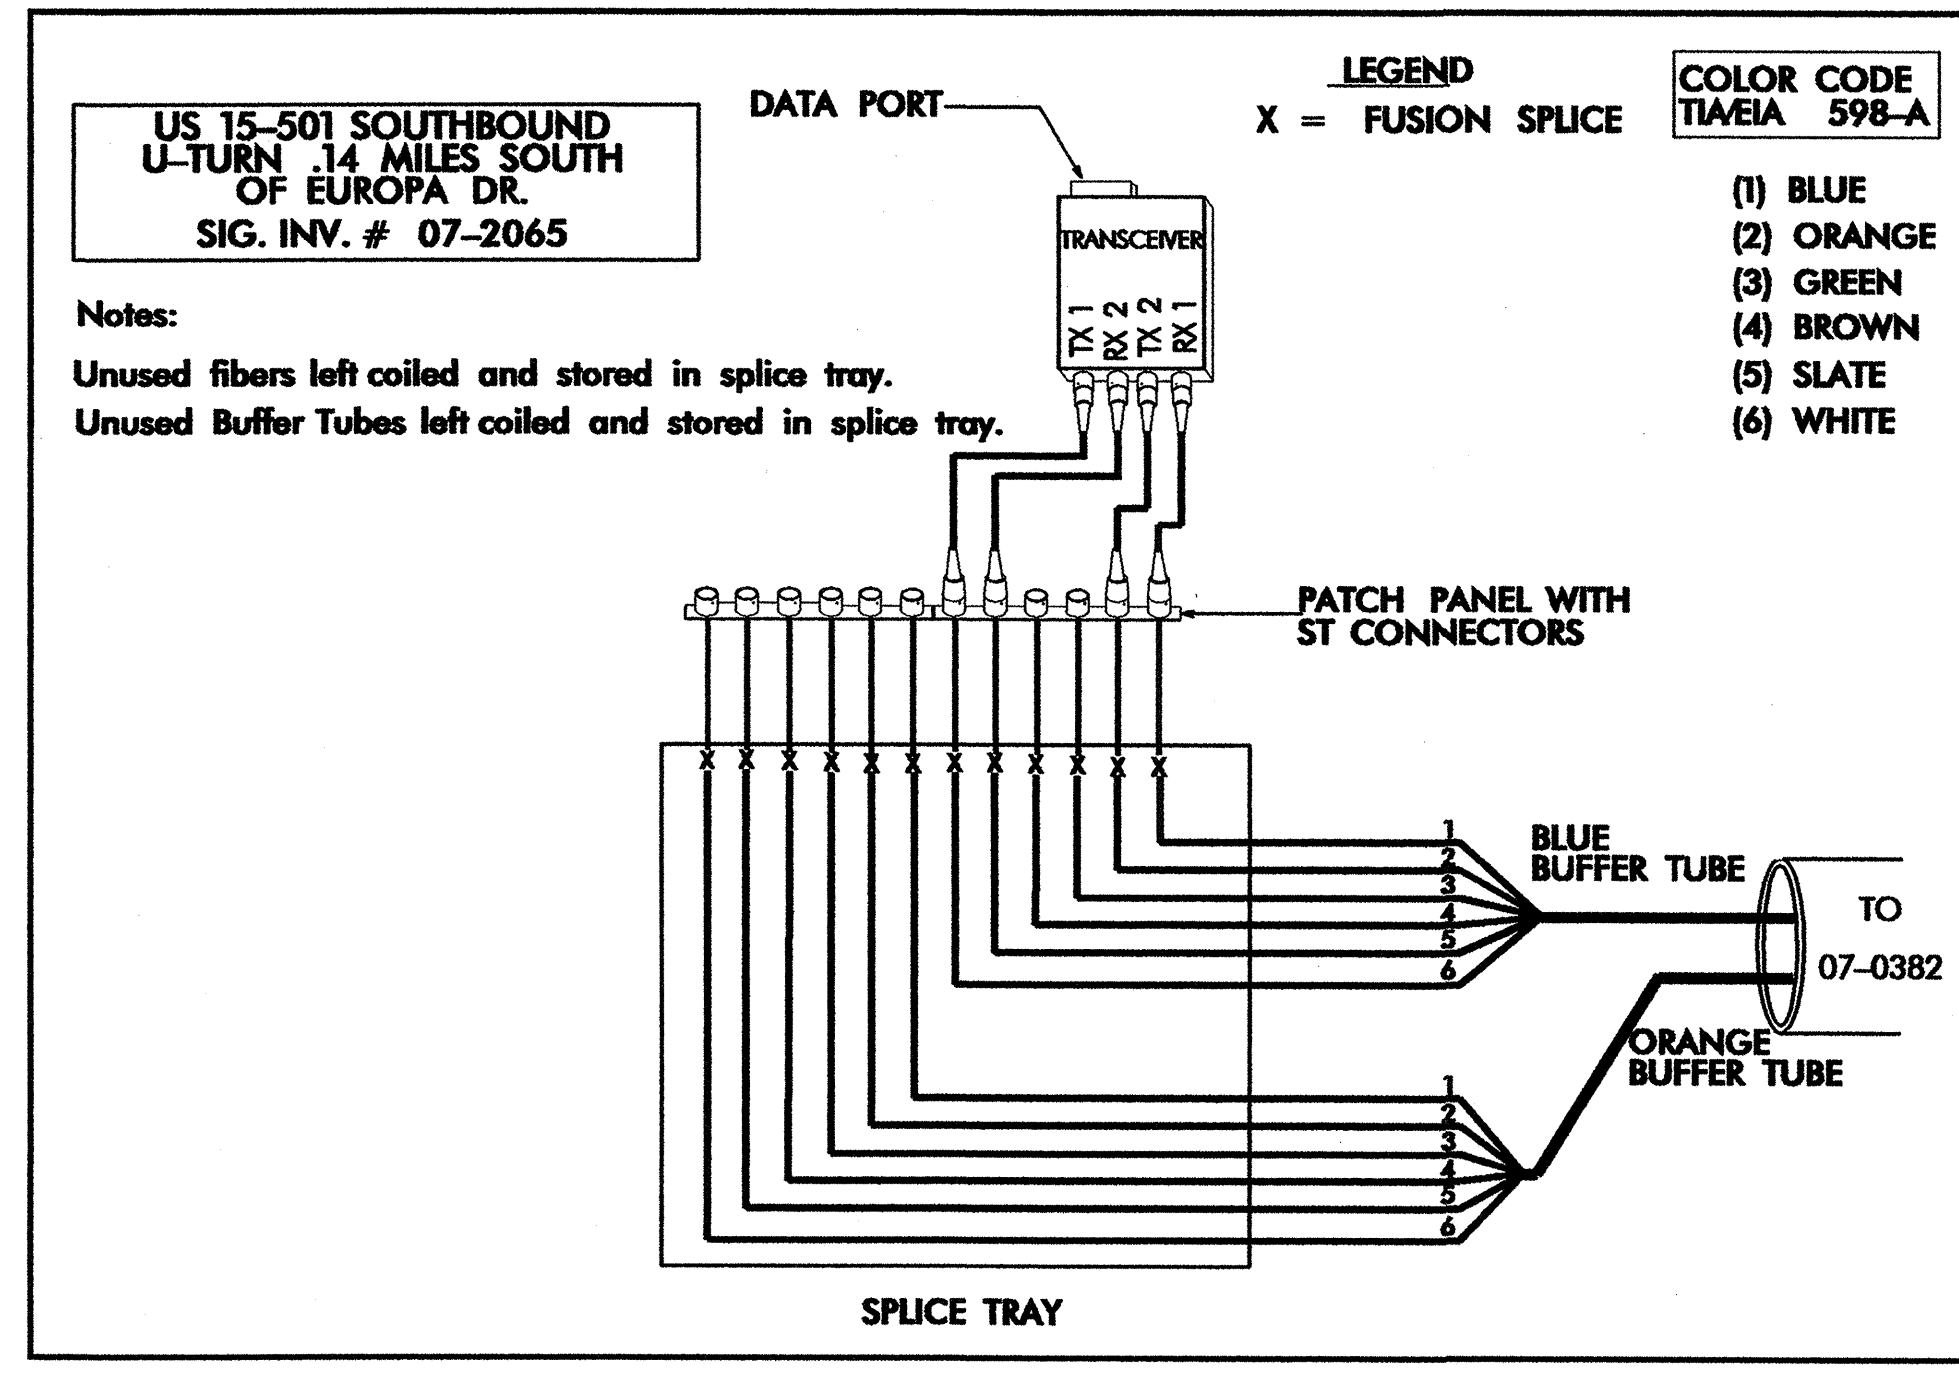 US 15-501 SOUTHBOUND
U-TURN .14 MILES SOUTH
OF EUROPA DR.
SIG. INV. # 07-2065
Notes:
Unused fibers left coiled and stored in splice tray.
Unused Buffer Tubes left coiled and stored in splice tray.
DATA PORT
LEGEND
X = FUSION SPLICE
COLOR CODE
TIA/EIA 598-A
(1) BLUE
(2) ORANGE
(3) GREEN
(4) BROWN
(5) SLATE
(6) WHITE
TRANSCEIVER
TX 1
RX 2
TX 2
RX 1
PATCH PANEL WITH
ST CONNECTORS
X X X X X X X X X X X X
1
2
3
4
5
6
BLUE
BUFFER TUBE
TO
07-0382
ORANGE
BUFFER TUBE
1
2
3
4
5
6
SPLICE TRAY